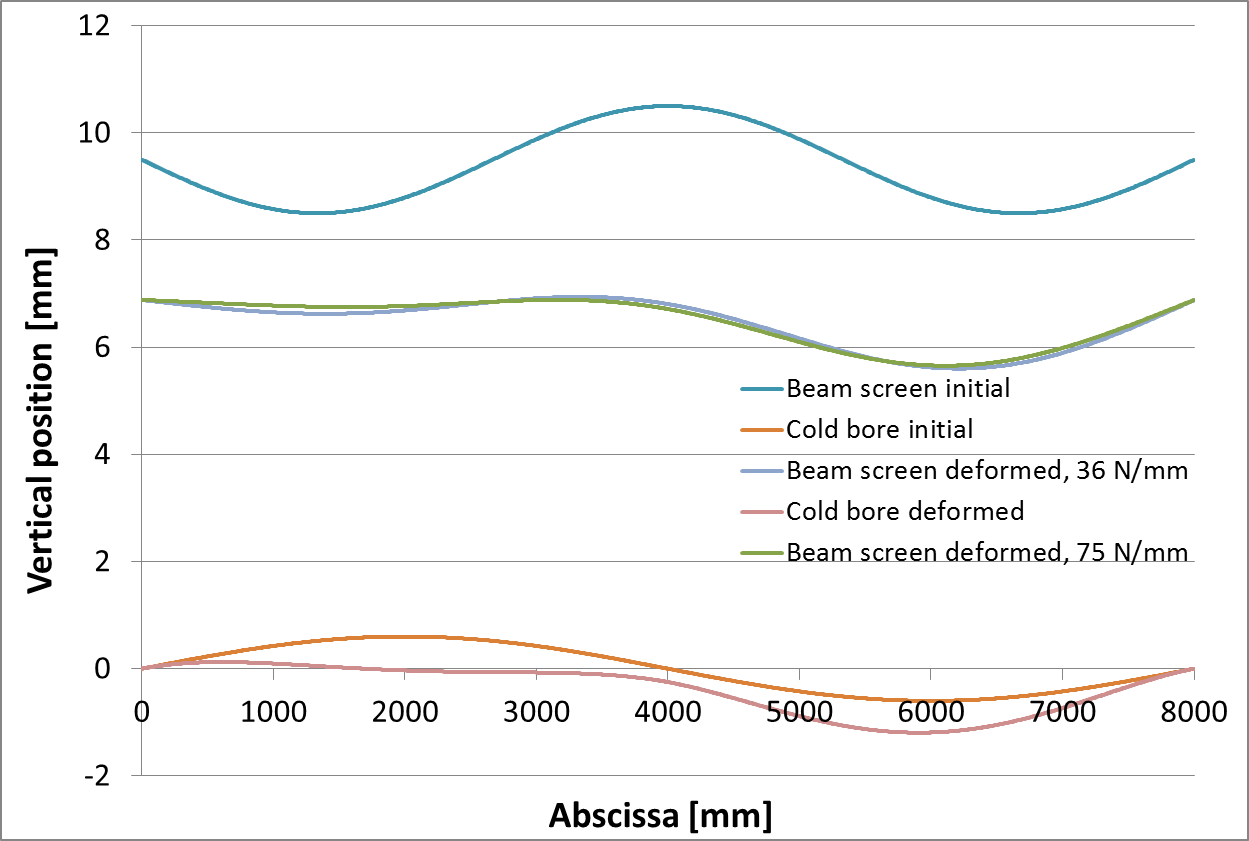 12
10
8
6
4
2
0
-2
Vertical position [mm]
Beam screen initial
Cold bore initial
Beam screen deformed, 36 N/mm
Cold bore deformed
Beam screen deformed, 75 N/mm
0 1000 2000 3000 4000 5000 6000 7000 8000
Abscissa [mm]